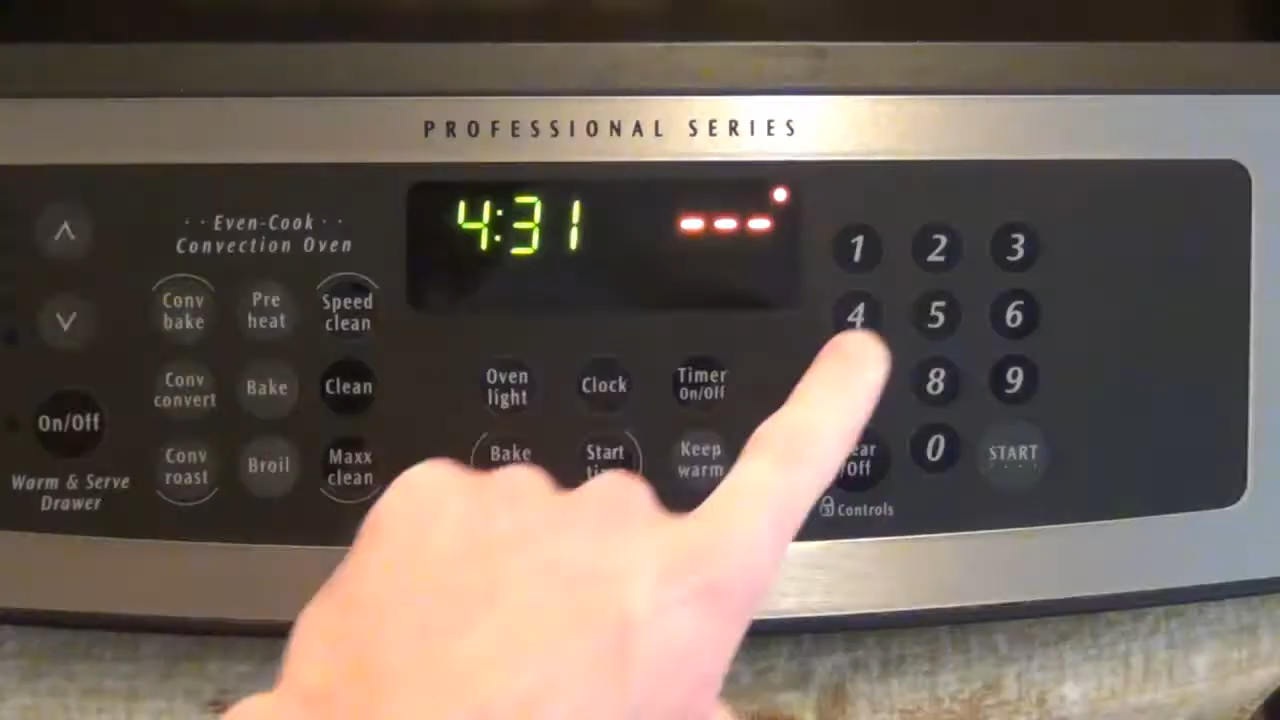 PROFESSIONAL SERIES
4:31
---°
Even-Cook
Convection Oven
Conv bake
Pre heat
Speed clean
Conv convert
Bake
Clean
Conv roast
Broil
Maxx clean
On/Off
Warm & Serve
Drawer
Oven light
Clock
Timer On/Off
Bake
Start
Keep warm
1 2 3
4 5 6
8 9
0
START
Controls